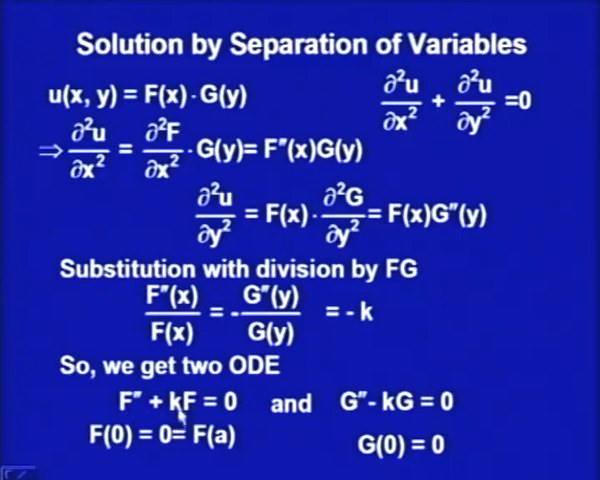 Solution by Separation of Variables
u(x, y) = F(x) · G(y)    ∂²u/∂x² + ∂²u/∂y² =0
⇒ ∂²u/∂x² = ∂²F/∂x² · G(y)= F″(x)G(y)
∂²u/∂y² = F(x) · ∂²G/∂y² = F(x)G″(y)
Substitution with division by FG
F″(x)/F(x) = - G″(y)/G(y) = - k
So, we get two ODE
F″ + kF = 0 and G″- kG = 0
F(0) = 0= F(a) G(0) = 0